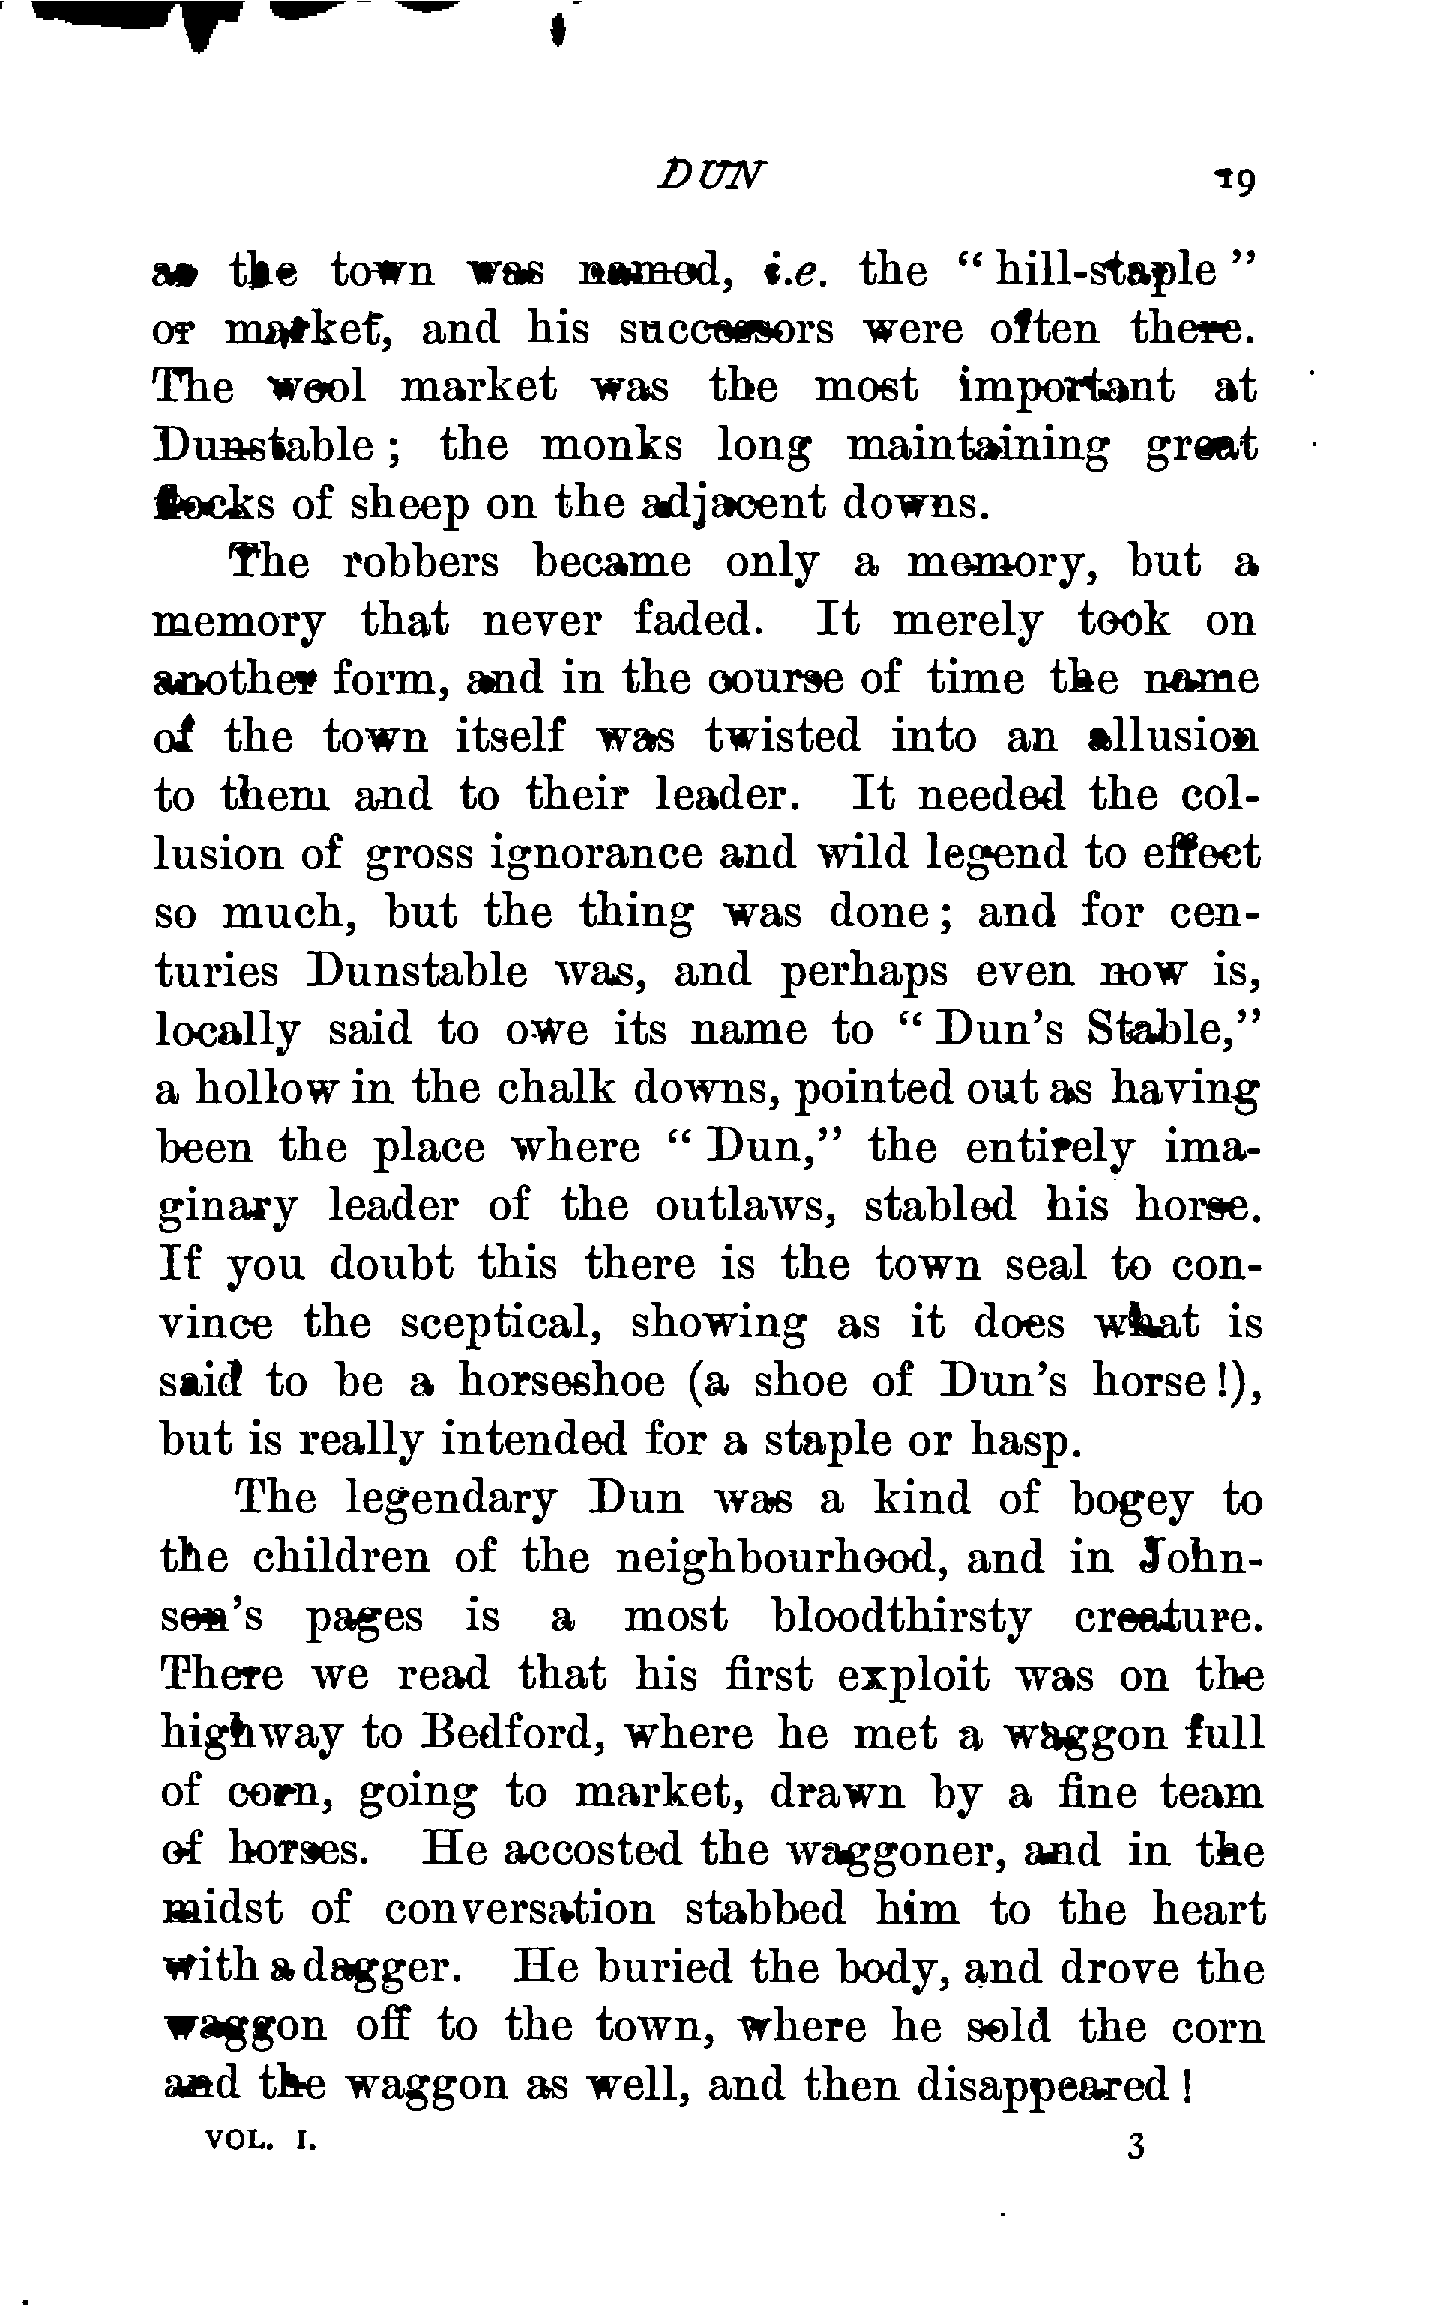 DUN 19
as the town was named, i.e. the “ hill-staple ”
or market, and his successors were often there.
The wool market was the most important at
Dunstable ; the monks long maintaining great
flocks of sheep on the adjacent downs.
The robbers became only a memory, but a
memory that never faded. It merely took on
another form, and in the course of time the name
of the town itself was twisted into an allusion
to them and to their leader. It needed the col-
lusion of gross ignorance and wild legend to effect
so much, but the thing was done ; and for cen-
turies Dunstable was, and perhaps even now is,
locally said to owe its name to “ Dun's Stable,”
a hollow in the chalk downs, pointed out as having
been the place where “ Dun,” the entirely ima-
ginary leader of the outlaws, stabled his horse.
If you doubt this there is the town seal to con-
vince the sceptical, showing as it does what is
said to be a horseshoe (a shoe of Dun's horse !),
but is really intended for a staple or hasp.
The legendary Dun was a kind of bogey to
the children of the neighbourhood, and in John-
son's pages is a most bloodthirsty creature.
There we read that his first exploit was on the
highway to Bedford, where he met a waggon full
of corn, going to market, drawn by a fine team
of horses. He accosted the waggoner, and in the
midst of conversation stabbed him to the heart
with a dagger. He buried the body, and drove the
waggon off to the town, where he sold the corn
and the waggon as well, and then disappeared !
VOL. I. 3